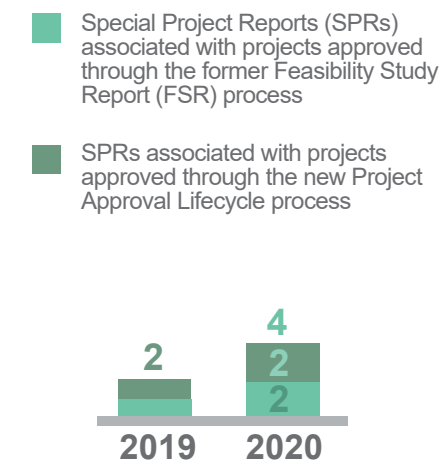 Special Project Reports (SPRs)
associated with projects approved
through the former Feasibility Study
Report (FSR) process
SPRs associated with projects
approved through the new Project
Approval Lifecycle process
4
2
2
2
2019 2020